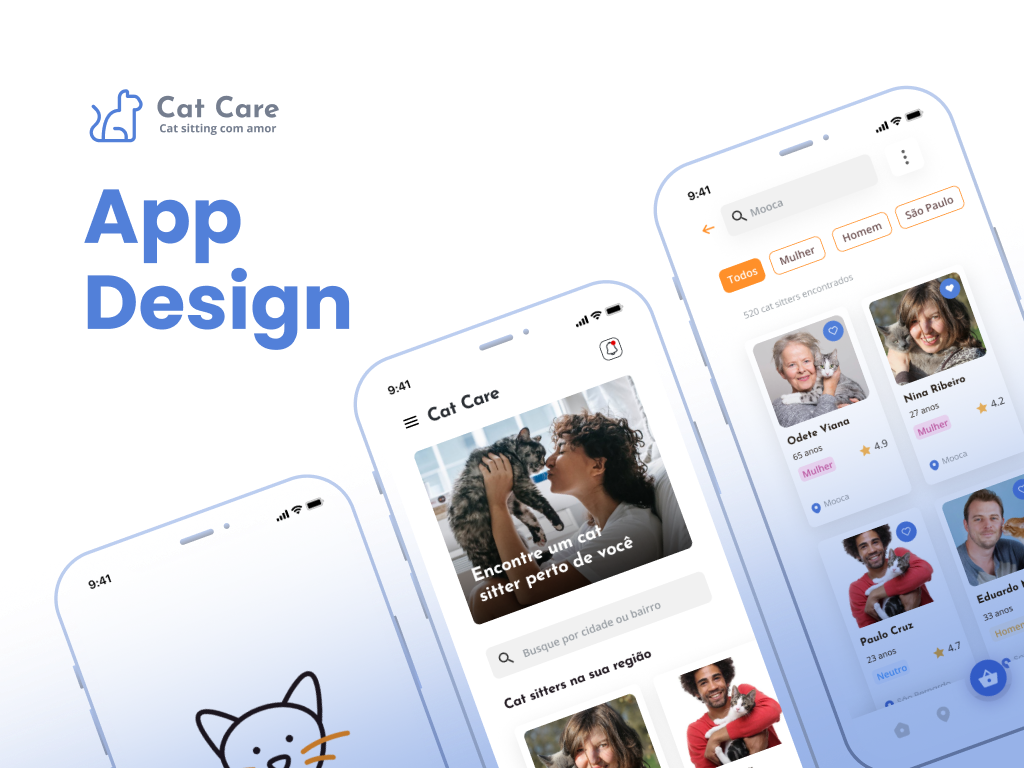 Cat Care
Cat sitting com amor
App
Design
9:41
9:41
Cat Care
Encontre um cat
sitter perto de você
Busque por cidade ou bairro
Cat sitters na sua região
9:41
Mooca
Todos
Mulher
Homem
São Paulo
520 cat sitters encontrados
Odete Viana
65 anos
4.9
Mulher
Mooca
Nina Ribeiro
27 anos
4.2
Mulher
Mooca
Paulo Cruz
23 anos
4.7
Neutro
Eduardo
33 anos
Homem